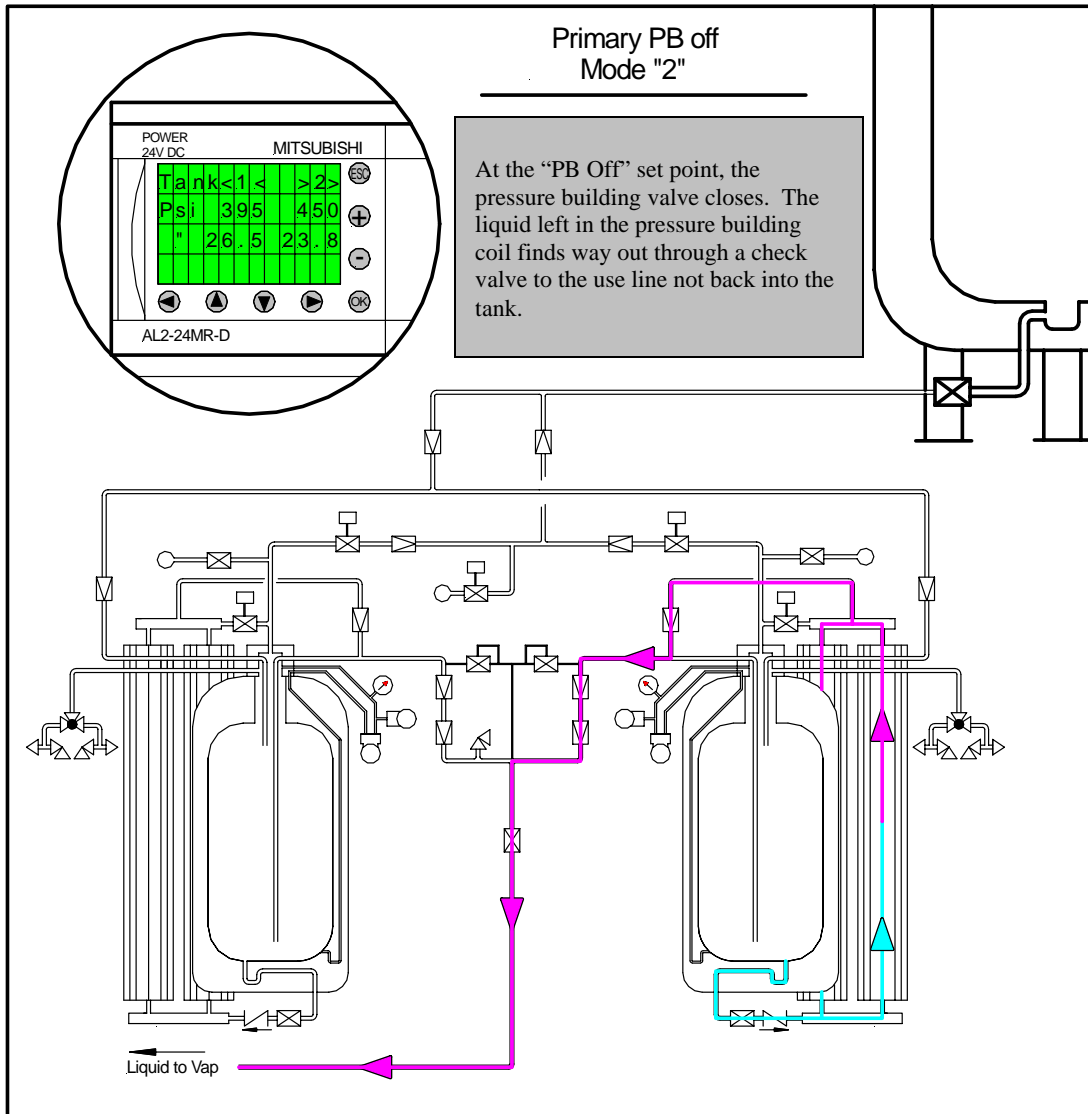 Primary PB off
Mode "2"
POWER
24V DC
MITSUBISHI
ESC
Tank<1< >2>
Psi 395 450
" 26.5 23.8
+
-
OK
AL2-24MR-D
At the “PB Off” set point, the
pressure building valve closes. The
liquid left in the pressure building
coil finds way out through a check
valve to the use line not back into the
tank.
Liquid to Vap